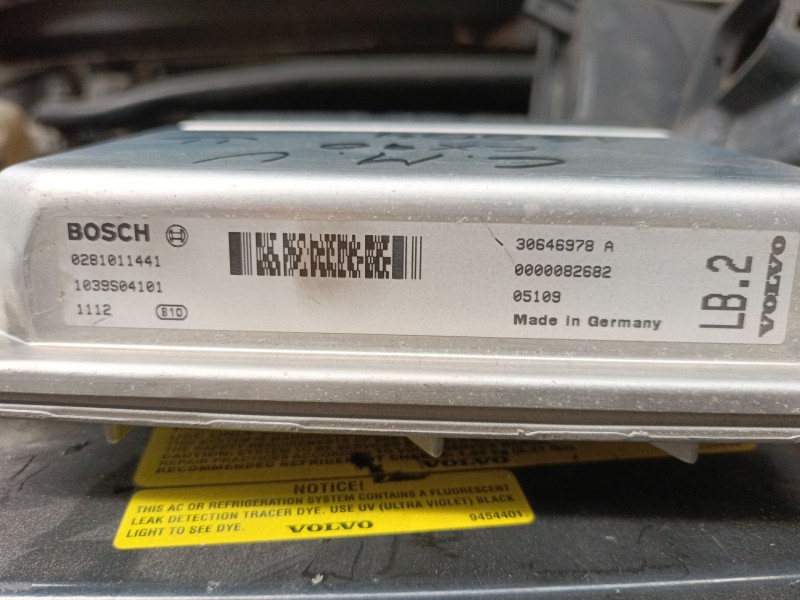 BOSCH
0281011441
1039S04101
1112 B10
30646978 A
0000082682
05109
Made in Germany
LB.2
VOLVO
RECOMMENDED
NOTICE!
THIS AC OR REFRIGERATION SYSTEM CONTAINS A FLUORESCENT
LEAK DETECTION TRACER DYE. USE UV (ULTRA VIOLET) BLACK
LIGHT TO SEE DYE. VOLVO 9454401